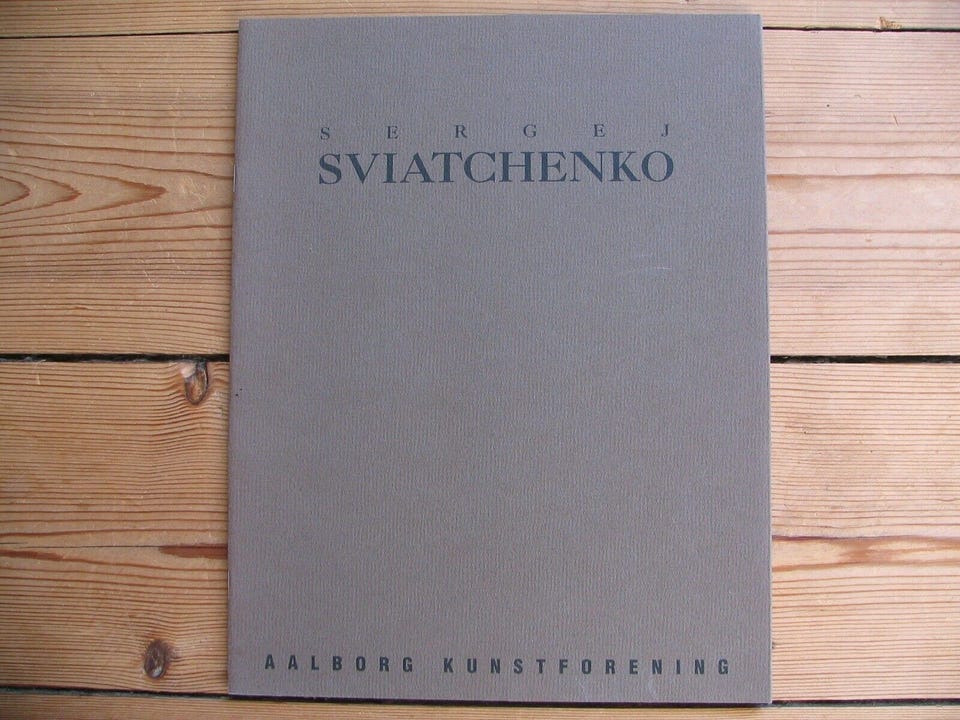 SERGEJ
SVIATCHENKO
AALBORG KUNSTFORENING